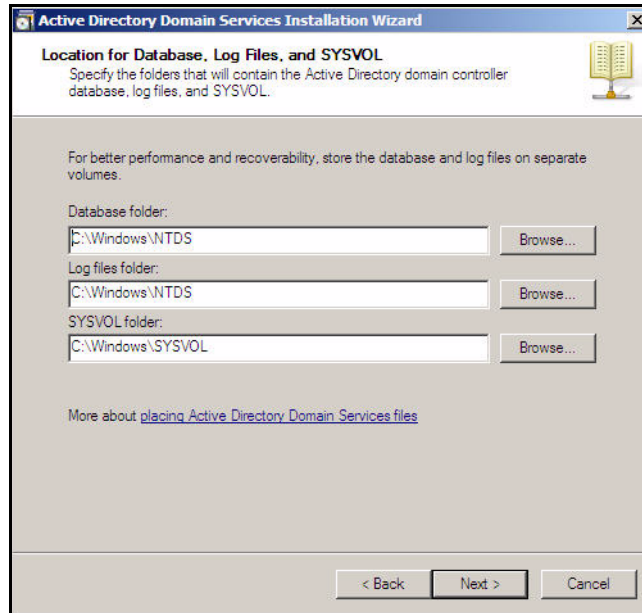 Active Directory Domain Services Installation Wizard
Location for Database, Log Files, and SYSVOL
Specify the folders that will contain the Active Directory domain controller
database, log files, and SYSVOL.
For better performance and recoverability, store the database and log files on separate
volumes.
Database folder:
C:\Windows\NTDS
Browse...
Log files folder:
C:\Windows\NTDS
Browse...
SYSVOL folder:
C:\Windows\SYSVOL
Browse...
More about placing Active Directory Domain Services files
< Back
Next >
Cancel